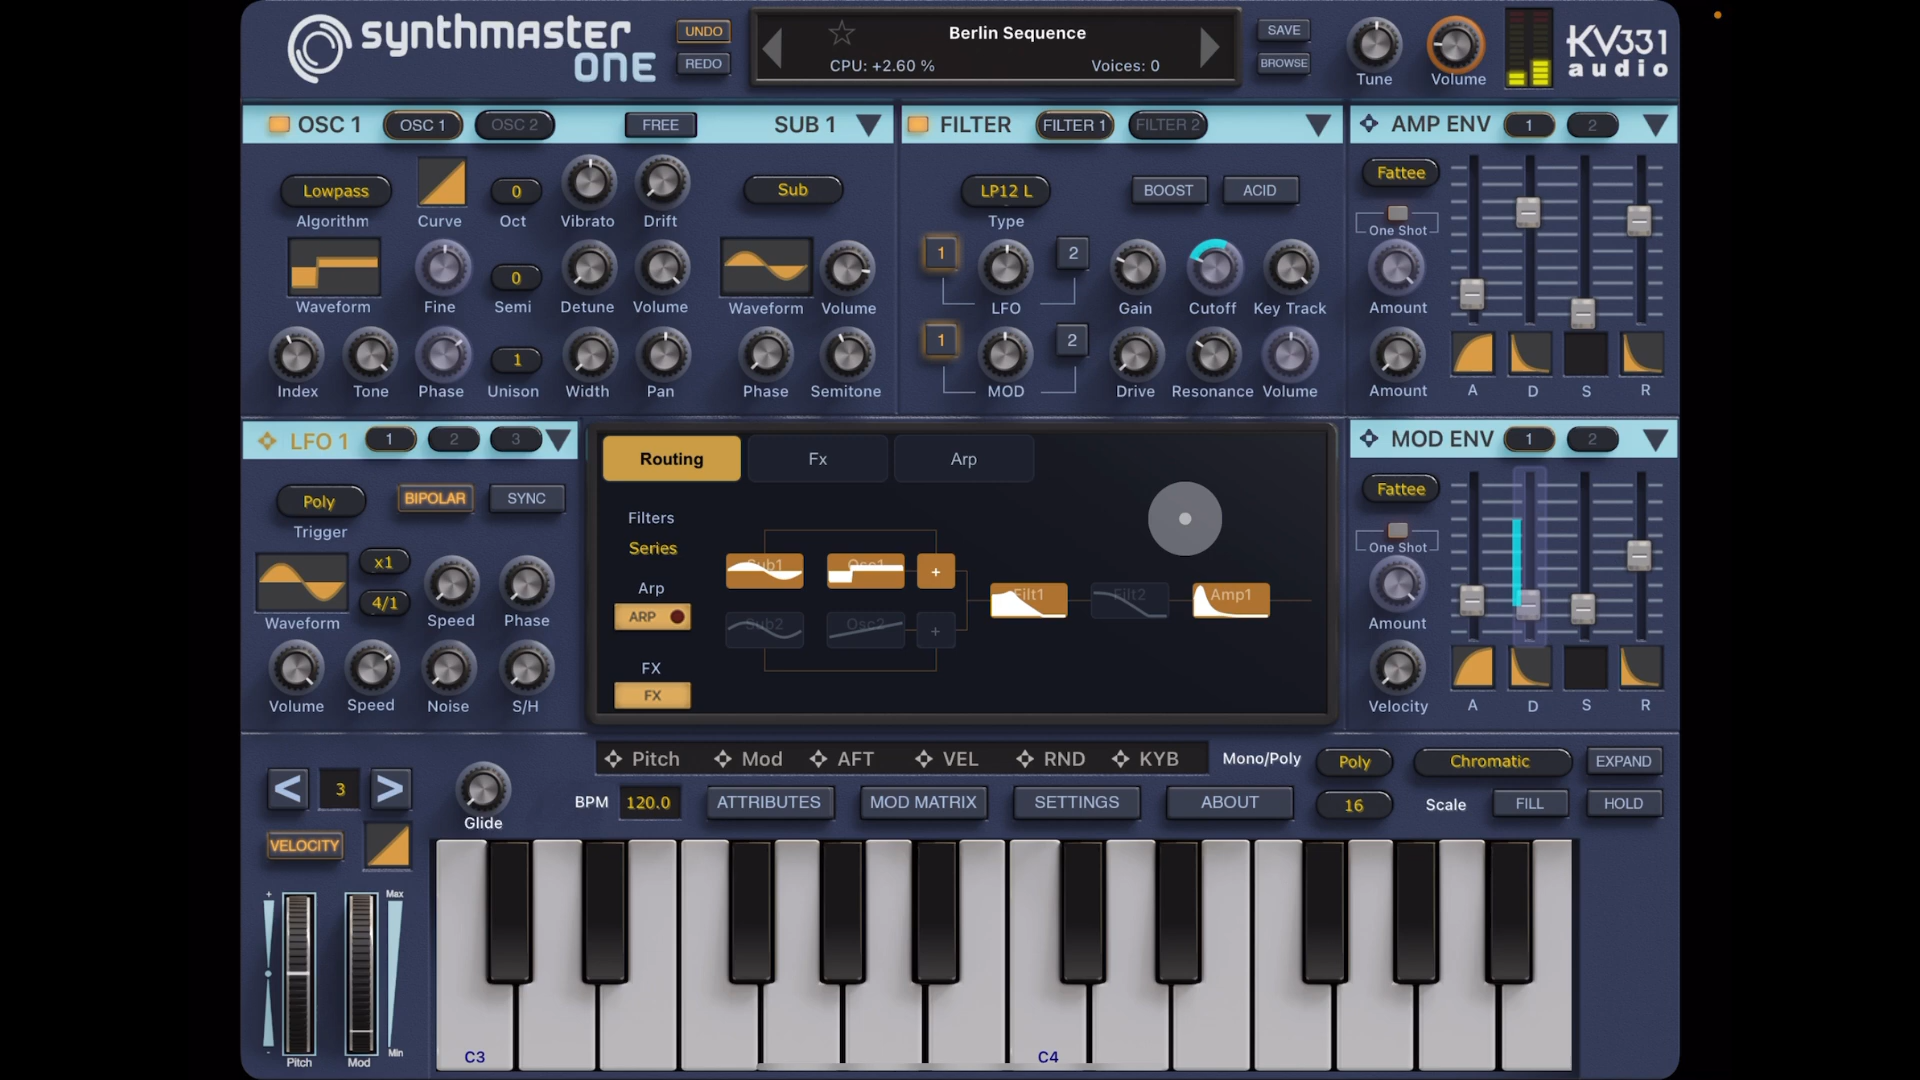 synthmaster ONE
UNDO
REDO
Berlin Sequence
CPU: +2.60 %
Voices: 0
SAVE
BROWSE
Tune
Volume
KV331
audio
OSC 1
OSC 1
OSC 2
FREE
SUB 1
FILTER
FILTER 1
FILTER 2
AMP ENV
1
2
Lowpass
Algorithm
Curve
0
Oct
Vibrato
Drift
Sub
Waveform
Fine
0
Semi
Detune
Volume
Waveform
Volume
Index
Tone
Phase
1
Unison
Width
Pan
Phase
Semitone
LP12 L
Type
BOOST
ACID
1
LFO
2
Gain
Cutoff
Key Track
1
MOD
2
Drive
Resonance
Volume
Fattee
One Shot
Amount
Amount
A
D
S
R
LFO 1
1
2
3
Poly
Trigger
BIPOLAR
SYNC
x1
4/1
Waveform
Speed
Phase
Volume
Speed
Noise
S/H
Routing
Fx
Arp
Filters
Series
Arp
ARP
FX
FX
Sub1
Osc1
+
Sub2
Osc2
+
Filt1
Filt2
Amp1
MOD ENV
1
2
Fattee
One Shot
Amount
Velocity
A
D
S
R
<
3
>
Glide
Pitch
Mod
AFT
VEL
RND
KYB
Mono/Poly
Poly
Chromatic
EXPAND
BPM
120.0
ATTRIBUTES
MOD MATRIX
SETTINGS
ABOUT
16
Scale
FILL
HOLD
VELOCITY
+
-
Pitch
Max
Min
Mod
C3
C4